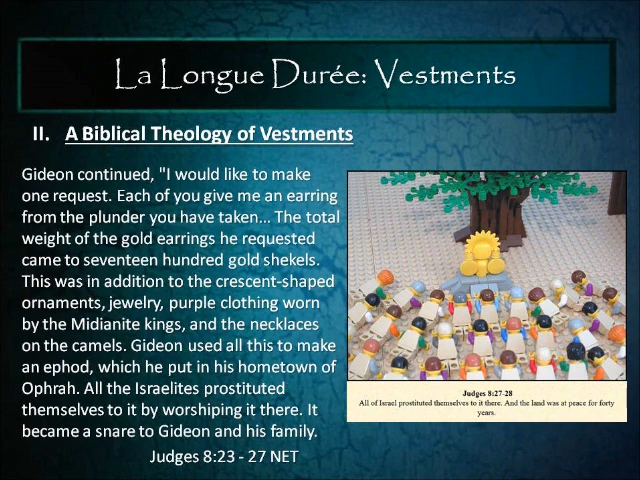 La Longue Durée: Vestments
II. A Biblical Theology of Vestments
Gideon continued, "I would like to make
one request. Each of you give me an earring
from the plunder you have taken... The total
weight of the gold earrings he requested
came to seventeen hundred gold shekels.
This was in addition to the crescent-shaped
ornaments, jewelry, purple clothing worn
by the Midianite kings, and the necklaces
on the camels. Gideon used all this to make
an ephod, which he put in his hometown of
Ophrah. All the Israelites prostituted
themselves to it by worshiping it there. It
became a snare to Gideon and his family.
Judges 8:23 - 27 NET
Judges 8:27-28
All of Israel prostituted themselves to it there. And the land was at peace for forty
years.